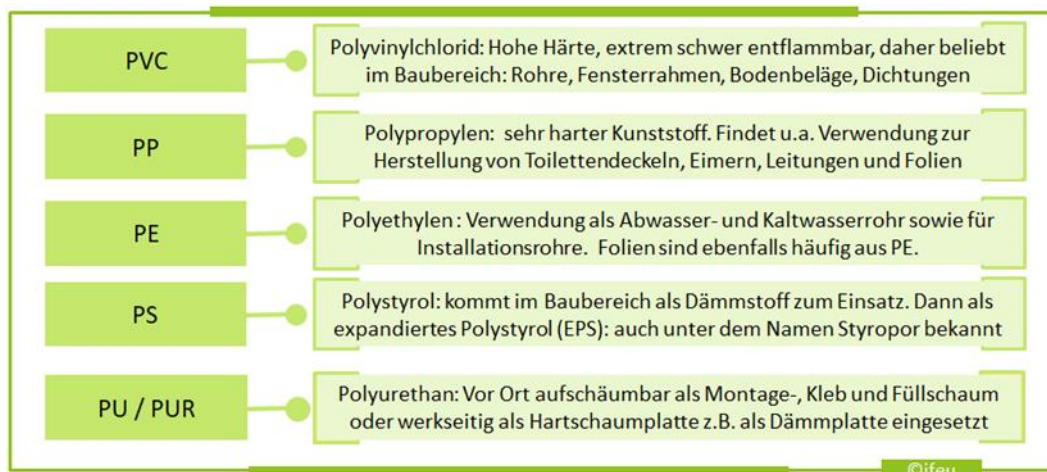 PVC
Polyvinylchlorid: Hohe Härte, extrem schwer entflammbar, daher beliebt
im Baubereich: Rohre, Fensterrahmen, Bodenbeläge, Dichtungen
PP
Polypropylen: sehr harter Kunststoff. Findet u.a. Verwendung zur
Herstellung von Toilettendeckeln, Eimern, Leitungen und Folien
PE
Polyethylen : Verwendung als Abwasser- und Kaltwasserrohr sowie für
Installationsrohre. Folien sind ebenfalls häufig aus PE.
PS
Polystyrol: kommt im Baubereich als Dämmstoff zum Einsatz. Dann als
expandiertes Polystyrol (EPS): auch unter dem Namen Styropor bekannt
PU / PUR
Polyurethan: Vor Ort aufschäumbar als Montage-, Kleb und Füllschaum
oder werkseitig als Hartschaumplatte z.B. als Dämmplatte eingesetzt
©ifeu